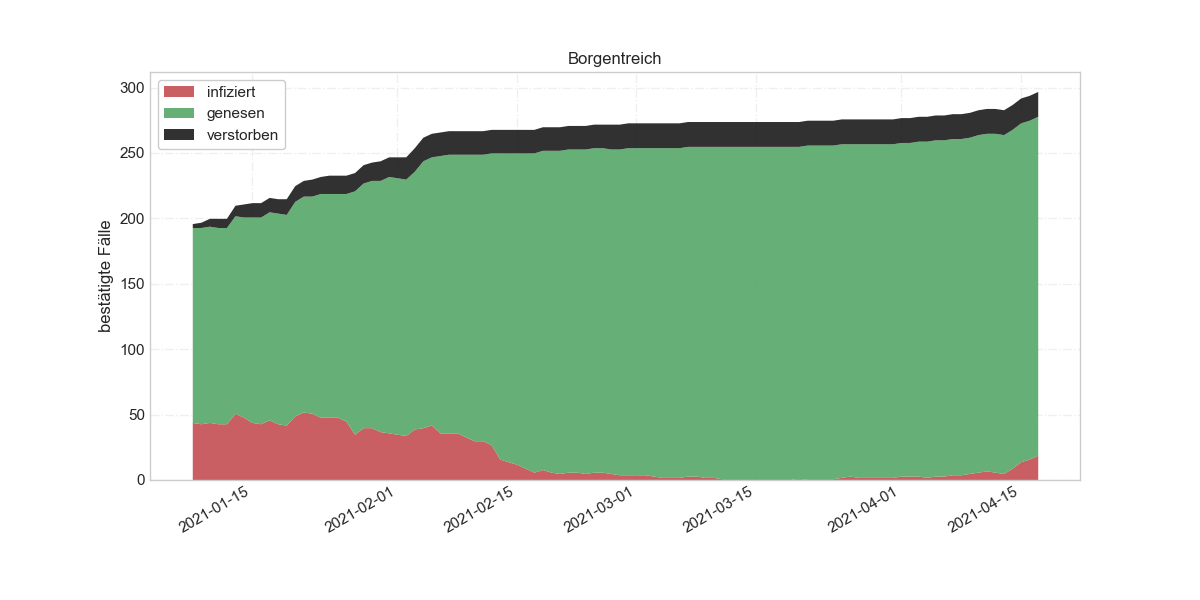 Borgentreich
infiziert
genesen
verstorben
bestätigte Fälle
300
250
200
150
100
50
0
2021-01-15
2021-02-01
2021-02-15
2021-03-01
2021-03-15
2021-04-01
2021-04-15